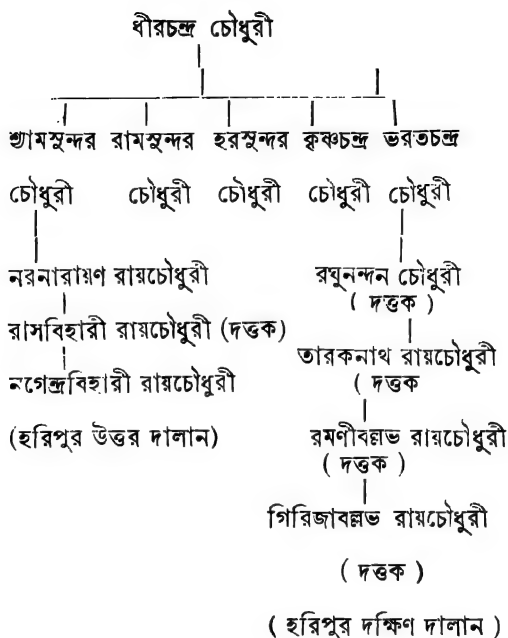 ধীরচন্দ্র চৌধুরী
শ্যামসুন্দর রামসুন্দর হরসুন্দর কৃষ্ণচন্দ্র ভরতচন্দ্র
চৌধুরী চৌধুরী চৌধুরী চৌধুরী চৌধুরী
নরনারায়ণ রায়চৌধুরী
রাসবিহারী রায়চৌধুরী (দত্তক)
নগেন্দ্রবিহারী রায়চৌধুরী
(হরিপুর উত্তর দালান)
রঘুনন্দন চৌধুরী
( দত্তক )
তারকনাথ রায়চৌধুরী
( দত্তক
রমণীবল্লভ রায়চৌধুরী
( দত্তক )
গিরিজাবল্লভ রায়চৌধুরী
( দত্তক )
( হরিপুর দক্ষিণ দালান )